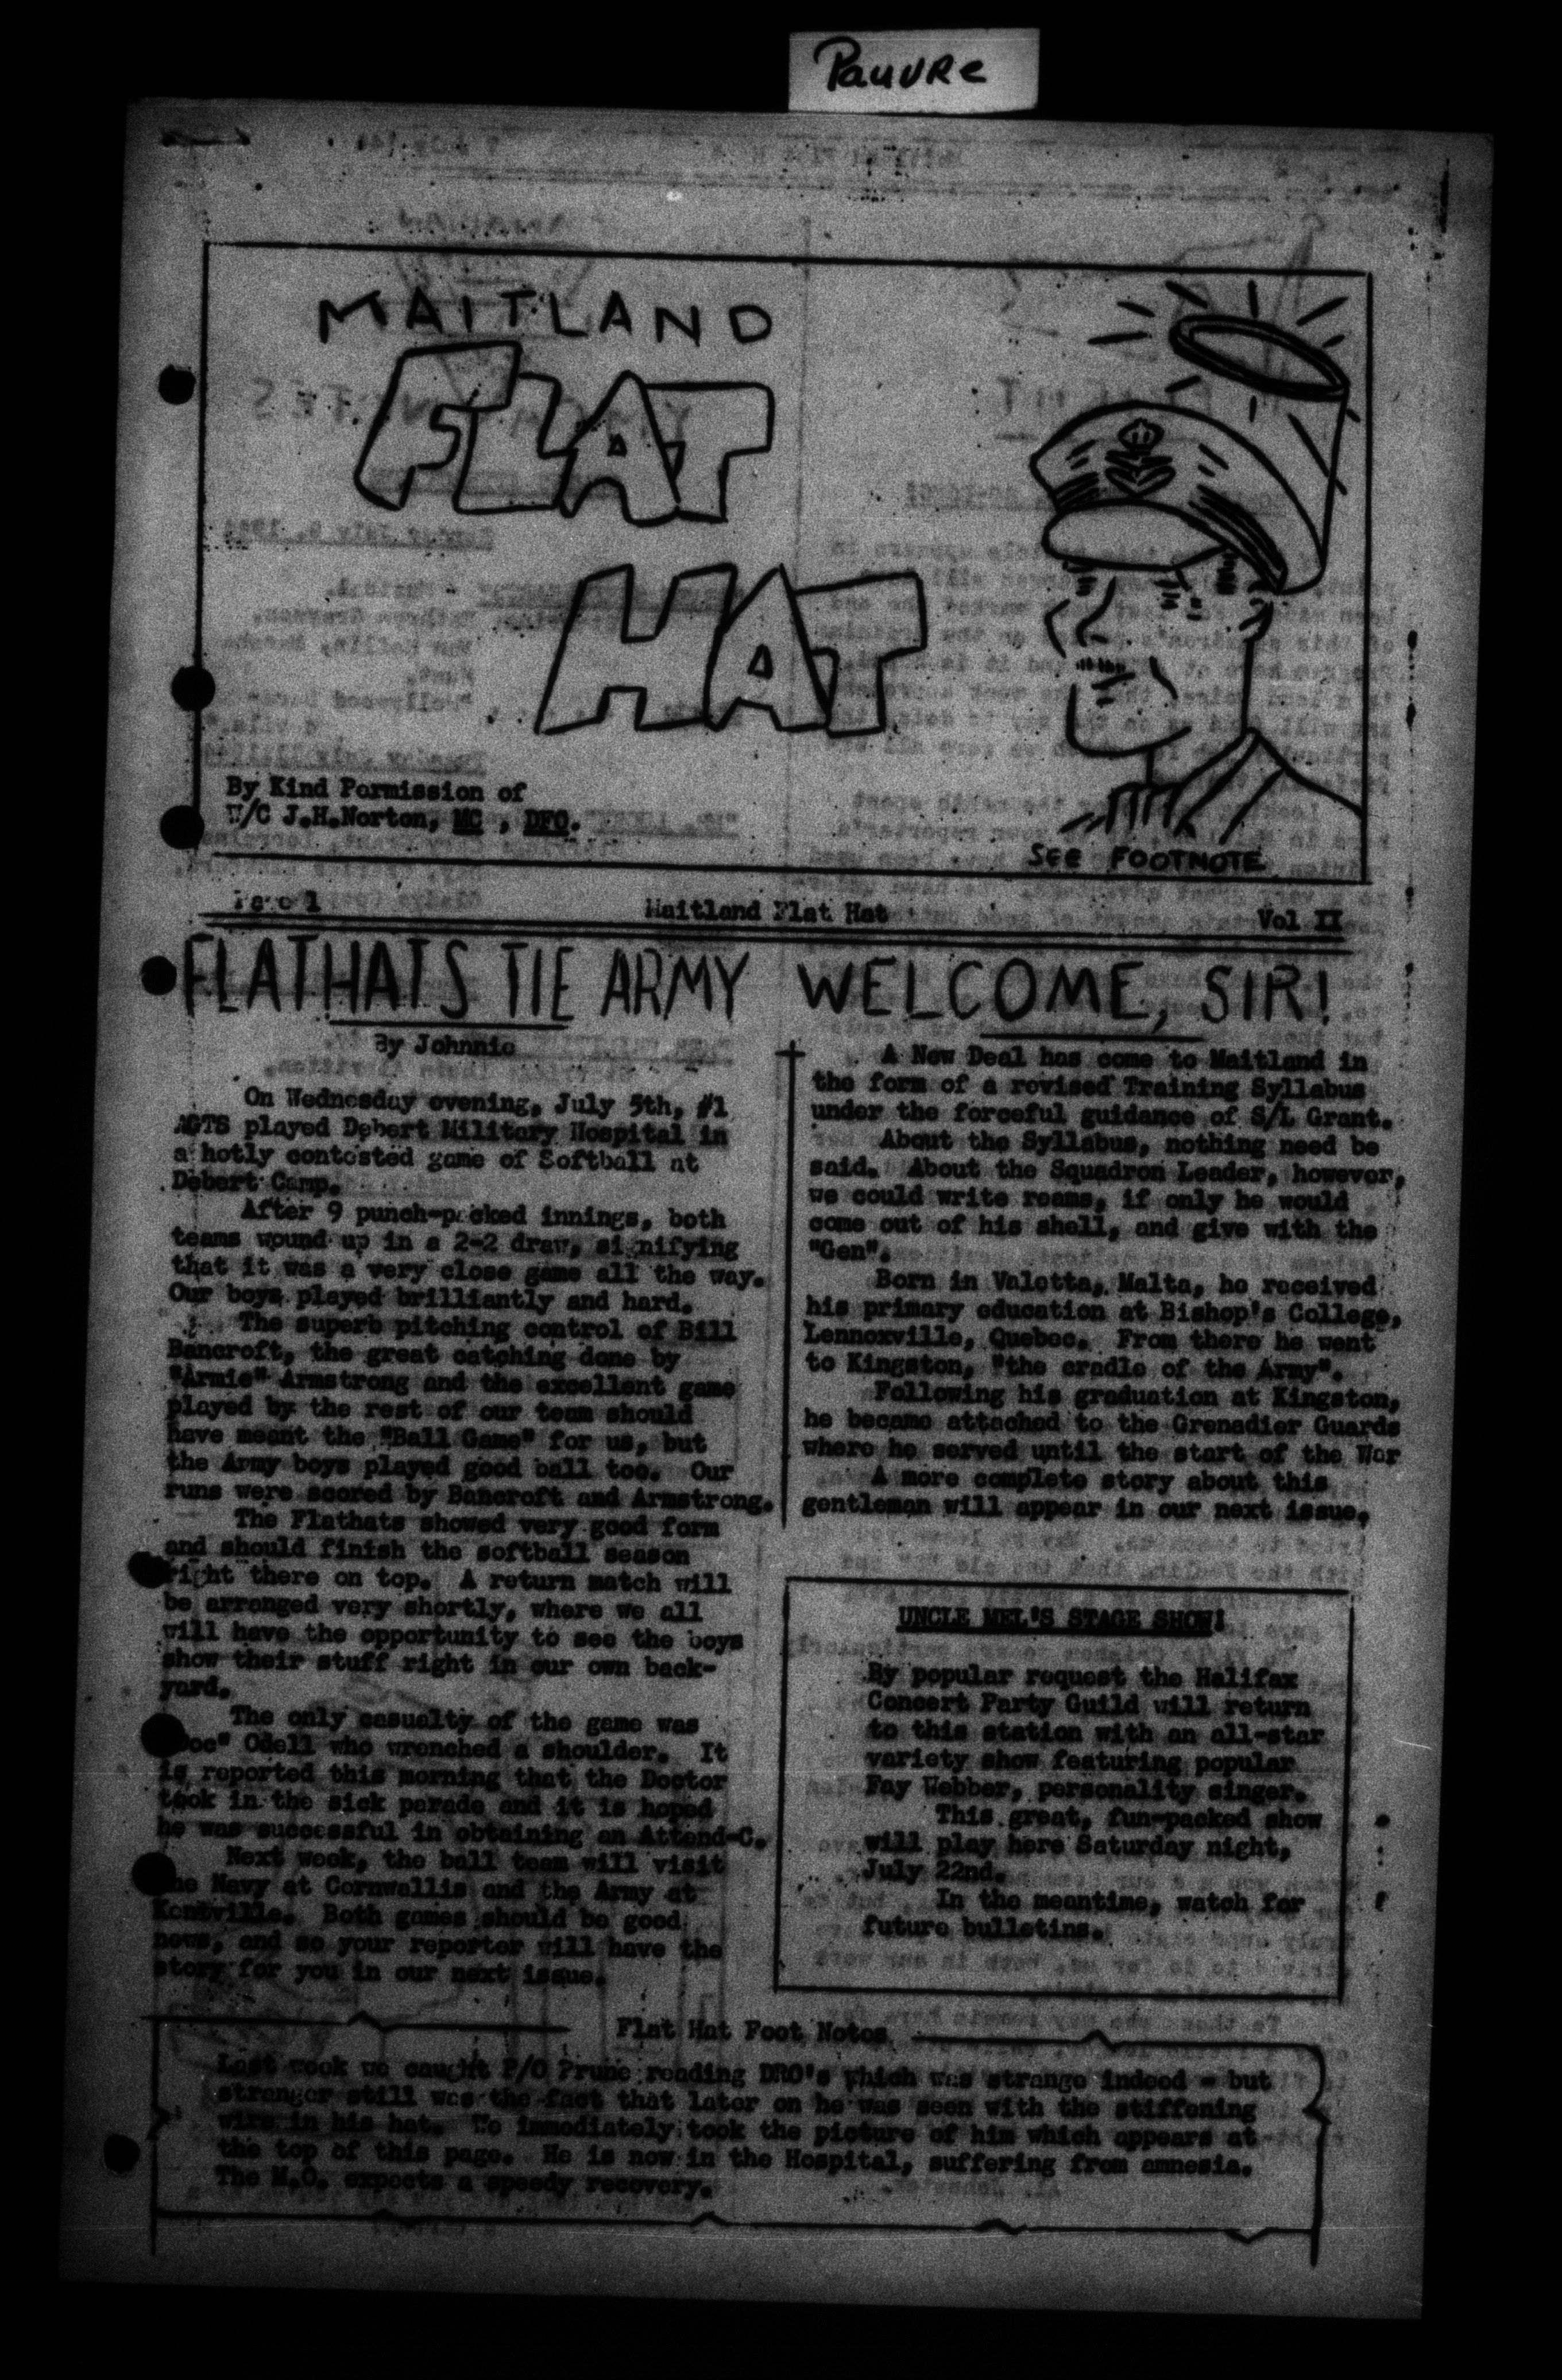 Pauvre
MAITLAND
FLAT
HAT
By Kind Permission of
W/C J.H.Norton, MC , DFC.
SEE FOOTNOTE
Page 1
Maitland Flat Hat
Vol II
FLATHATS TIE ARMY
By Johnnie
On Wednesday evening, July 5th, #1
AGTS played Debert Military Hospital in
a hotly contested game of Softball at
Debert Camp.
After 9 punch-packed innings, both
teams wound up in a 2-2 draw, signifying
that it was a very close game all the way.
Our boys played brilliantly and hard.
The superb pitching control of Bill
Bancroft, the great catching done by
"Armie" Armstrong and the excellent game
played by the rest of our team should
have meant the "Ball Game" for us, but
the Army boys played good ball too. Our
runs were scored by Bancroft and Armstrong.
The Flathats showed very good form
and should finish the softball season
right there on top. A return match will
be arranged very shortly, where we all
will have the opportunity to see the boys
show their stuff right in our own back-
yard.
The only casualty of the game was
"Doc" Odell who wrenched a shoulder. It
is reported this morning that the Doctor
took in the sick parade and it is hoped
he was successful in obtaining an Attend-C.
Next week, the ball team will visit
the Navy at Cornwallis and the Army at
Kentville. Both games should be good
news, and so your reporter will have the
story for you in our next issue.
WELCOME, SIR!
A New Deal has come to Maitland in
the form of a revised Training Syllabus
under the forceful guidance of S/L Grant.
About the Syllabus, nothing need be
said. About the Squadron Leader, however,
we could write reams, if only he would
come out of his shell, and give with the
"Gen".
Born in Valetta, Malta, he received
his primary education at Bishop's College,
Lennoxville, Quebec. From there he went
to Kingston, "the cradle of the Army".
Following his graduation at Kingston,
he became attached to the Grenadier Guards
where he served until the start of the War
A more complete story about this
gentleman will appear in our next issue.
UNCLE MEL'S STAGE SHOW!
By popular request the Halifax
Concert Party Guild will return
to this station with an all-star
variety show featuring popular
Fay Webber, personality singer.
This great, fun-packed show
will play here Saturday night,
July 22nd.
In the meantime, watch for
future bulletins.
Flat Hat Foot Notes
Last week we caught P/O Prune reading DRO's which was strange indeed - but
stranger still was the fact that later on he was seen with the stiffening
wire in his hat. We immediately took the picture of him which appears at
the top of this page. He is now in the Hospital, suffering from amnesia.
The M.O. expects a speedy recovery.